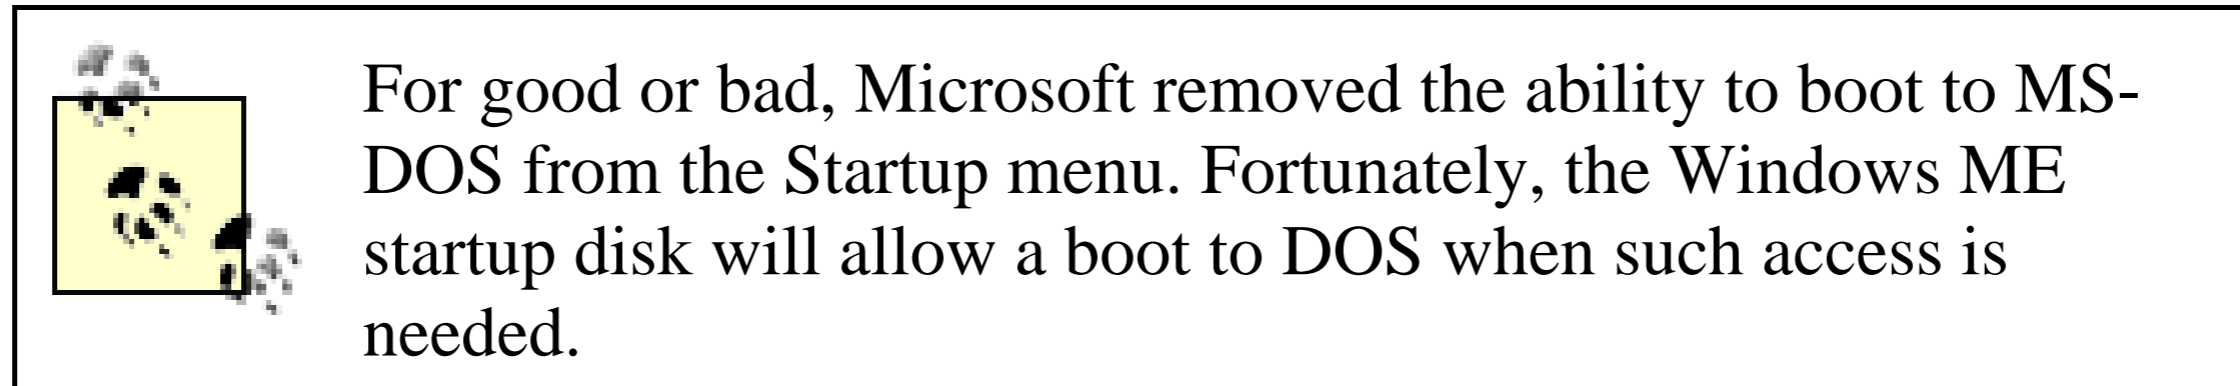 For good or bad, Microsoft removed the ability to boot to MS-
DOS from the Startup menu. Fortunately, the Windows ME
startup disk will allow a boot to DOS when such access is
needed.